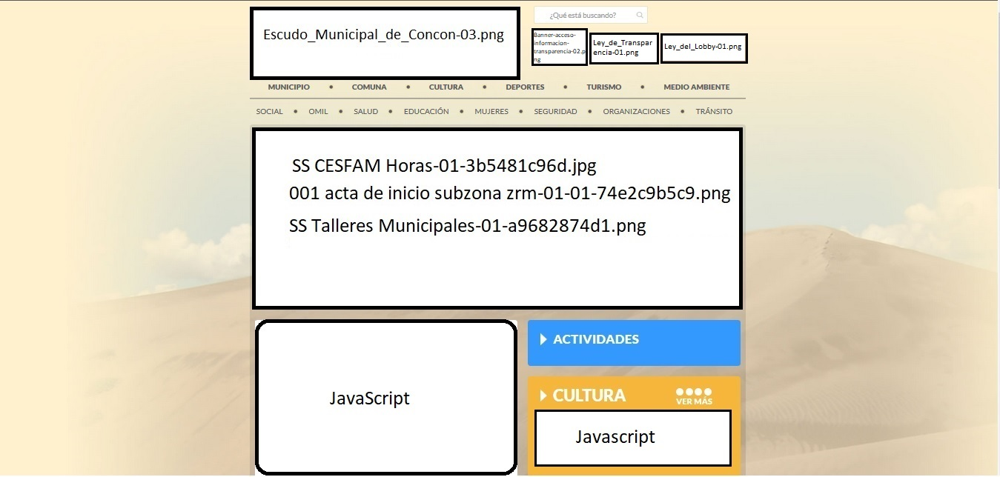 ¿Qué está buscando?
Escudo_Municipal_de_Concon-03.png
Banner-acceso-
informacion-
transparencia-02.p
ng
Ley_de_Transpar
encia-01.png
Ley_del_Lobby-01.png
MUNICIPIO • COMUNA • CULTURA • DEPORTES • TURISMO • MEDIO AMBIENTE
SOCIAL • OMIL • SALUD • EDUCACIÓN • MUJERES • SEGURIDAD • ORGANIZACIONES • TRÁNSITO
SS CESFAM Horas-01-3b5481c96d.jpg
001 acta de inicio subzona zrm-01-01-74e2c9b5c9.png
SS Talleres Municipales-01-a9682874d1.png
JavaScript
ACTIVIDADES
CULTURA
VER MÁS
Javascript